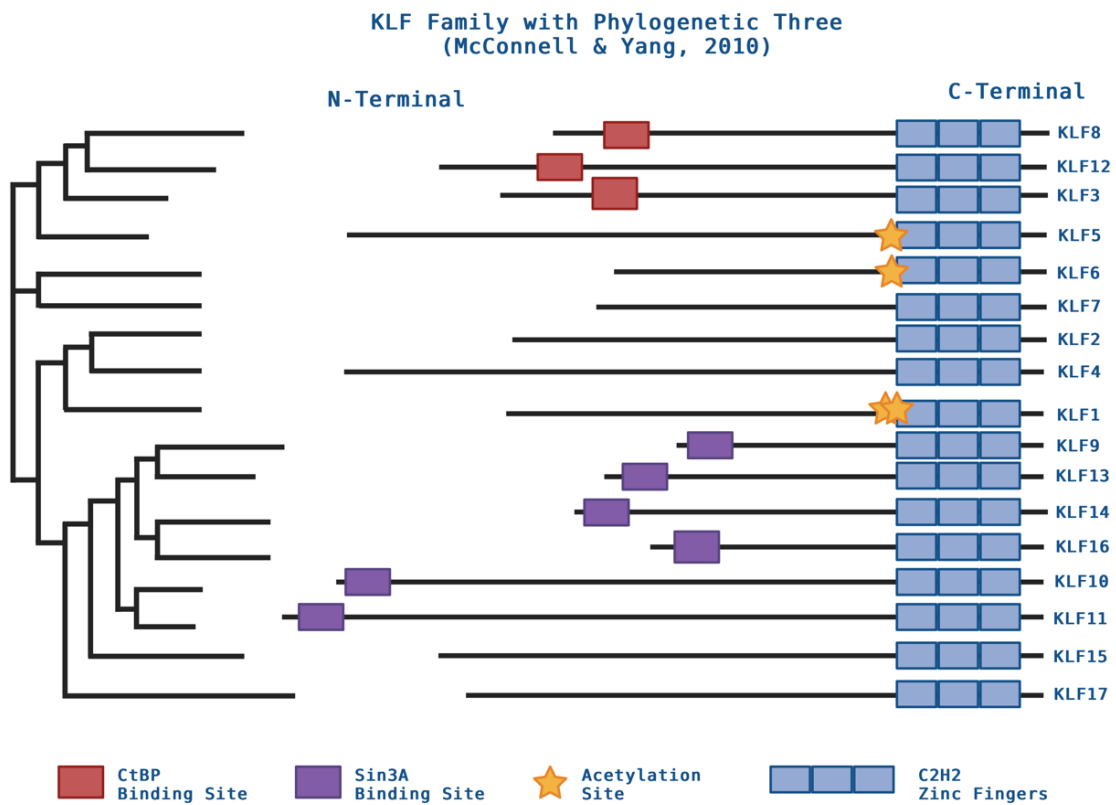 KLF Family with Phylogenetic Three
(McConnell & Yang, 2010)
N-Terminal
C-Terminal
KLF8
KLF12
KLF3
KLF5
KLF6
KLF7
KLF2
KLF4
KLF1
KLF9
KLF13
KLF14
KLF16
KLF10
KLF11
KLF15
KLF17
CtBP
Binding Site
Sin3A
Binding Site
Acetylation
Site
C2H2
Zinc Fingers